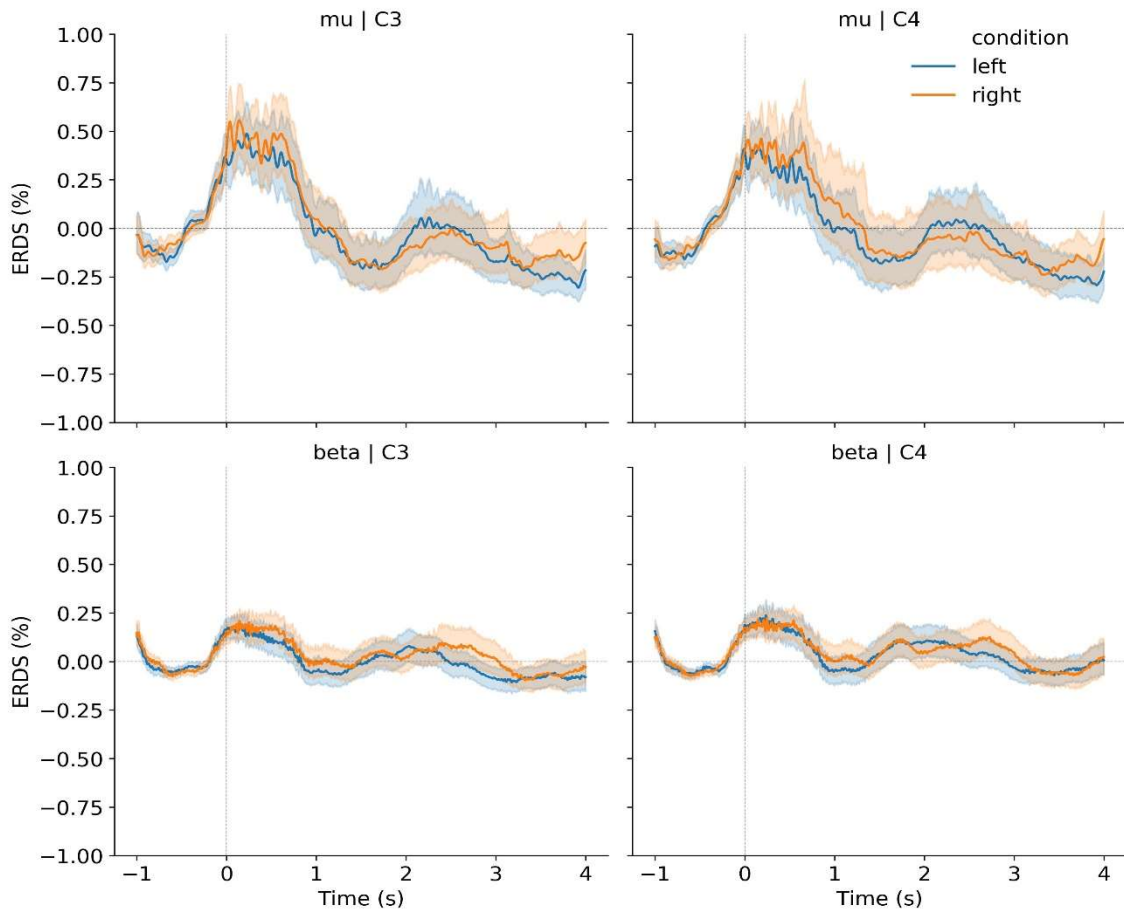 mu | C3
mu | C4
condition
left
right
1.00
0.75
0.50
0.25
0.00
−0.25
−0.50
−0.75
−1.00
ERDS (%)
beta | C3
beta | C4
1.00
0.75
0.50
0.25
0.00
−0.25
−0.50
−0.75
−1.00
ERDS (%)
−1 0 1 2 3 4
−1 0 1 2 3 4
Time (s)
Time (s)